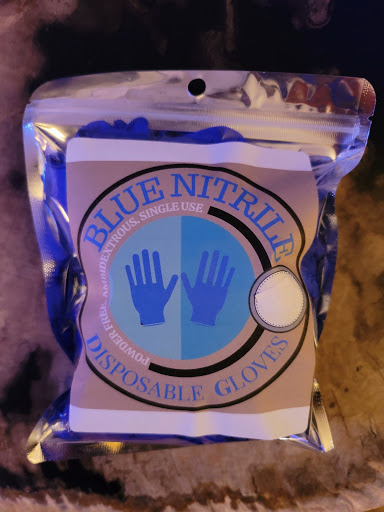 BLUE NITRILE
POWDER FREE, AMBIDEXTROUS, SINGLE USE
DISPOSABLE GLOVES